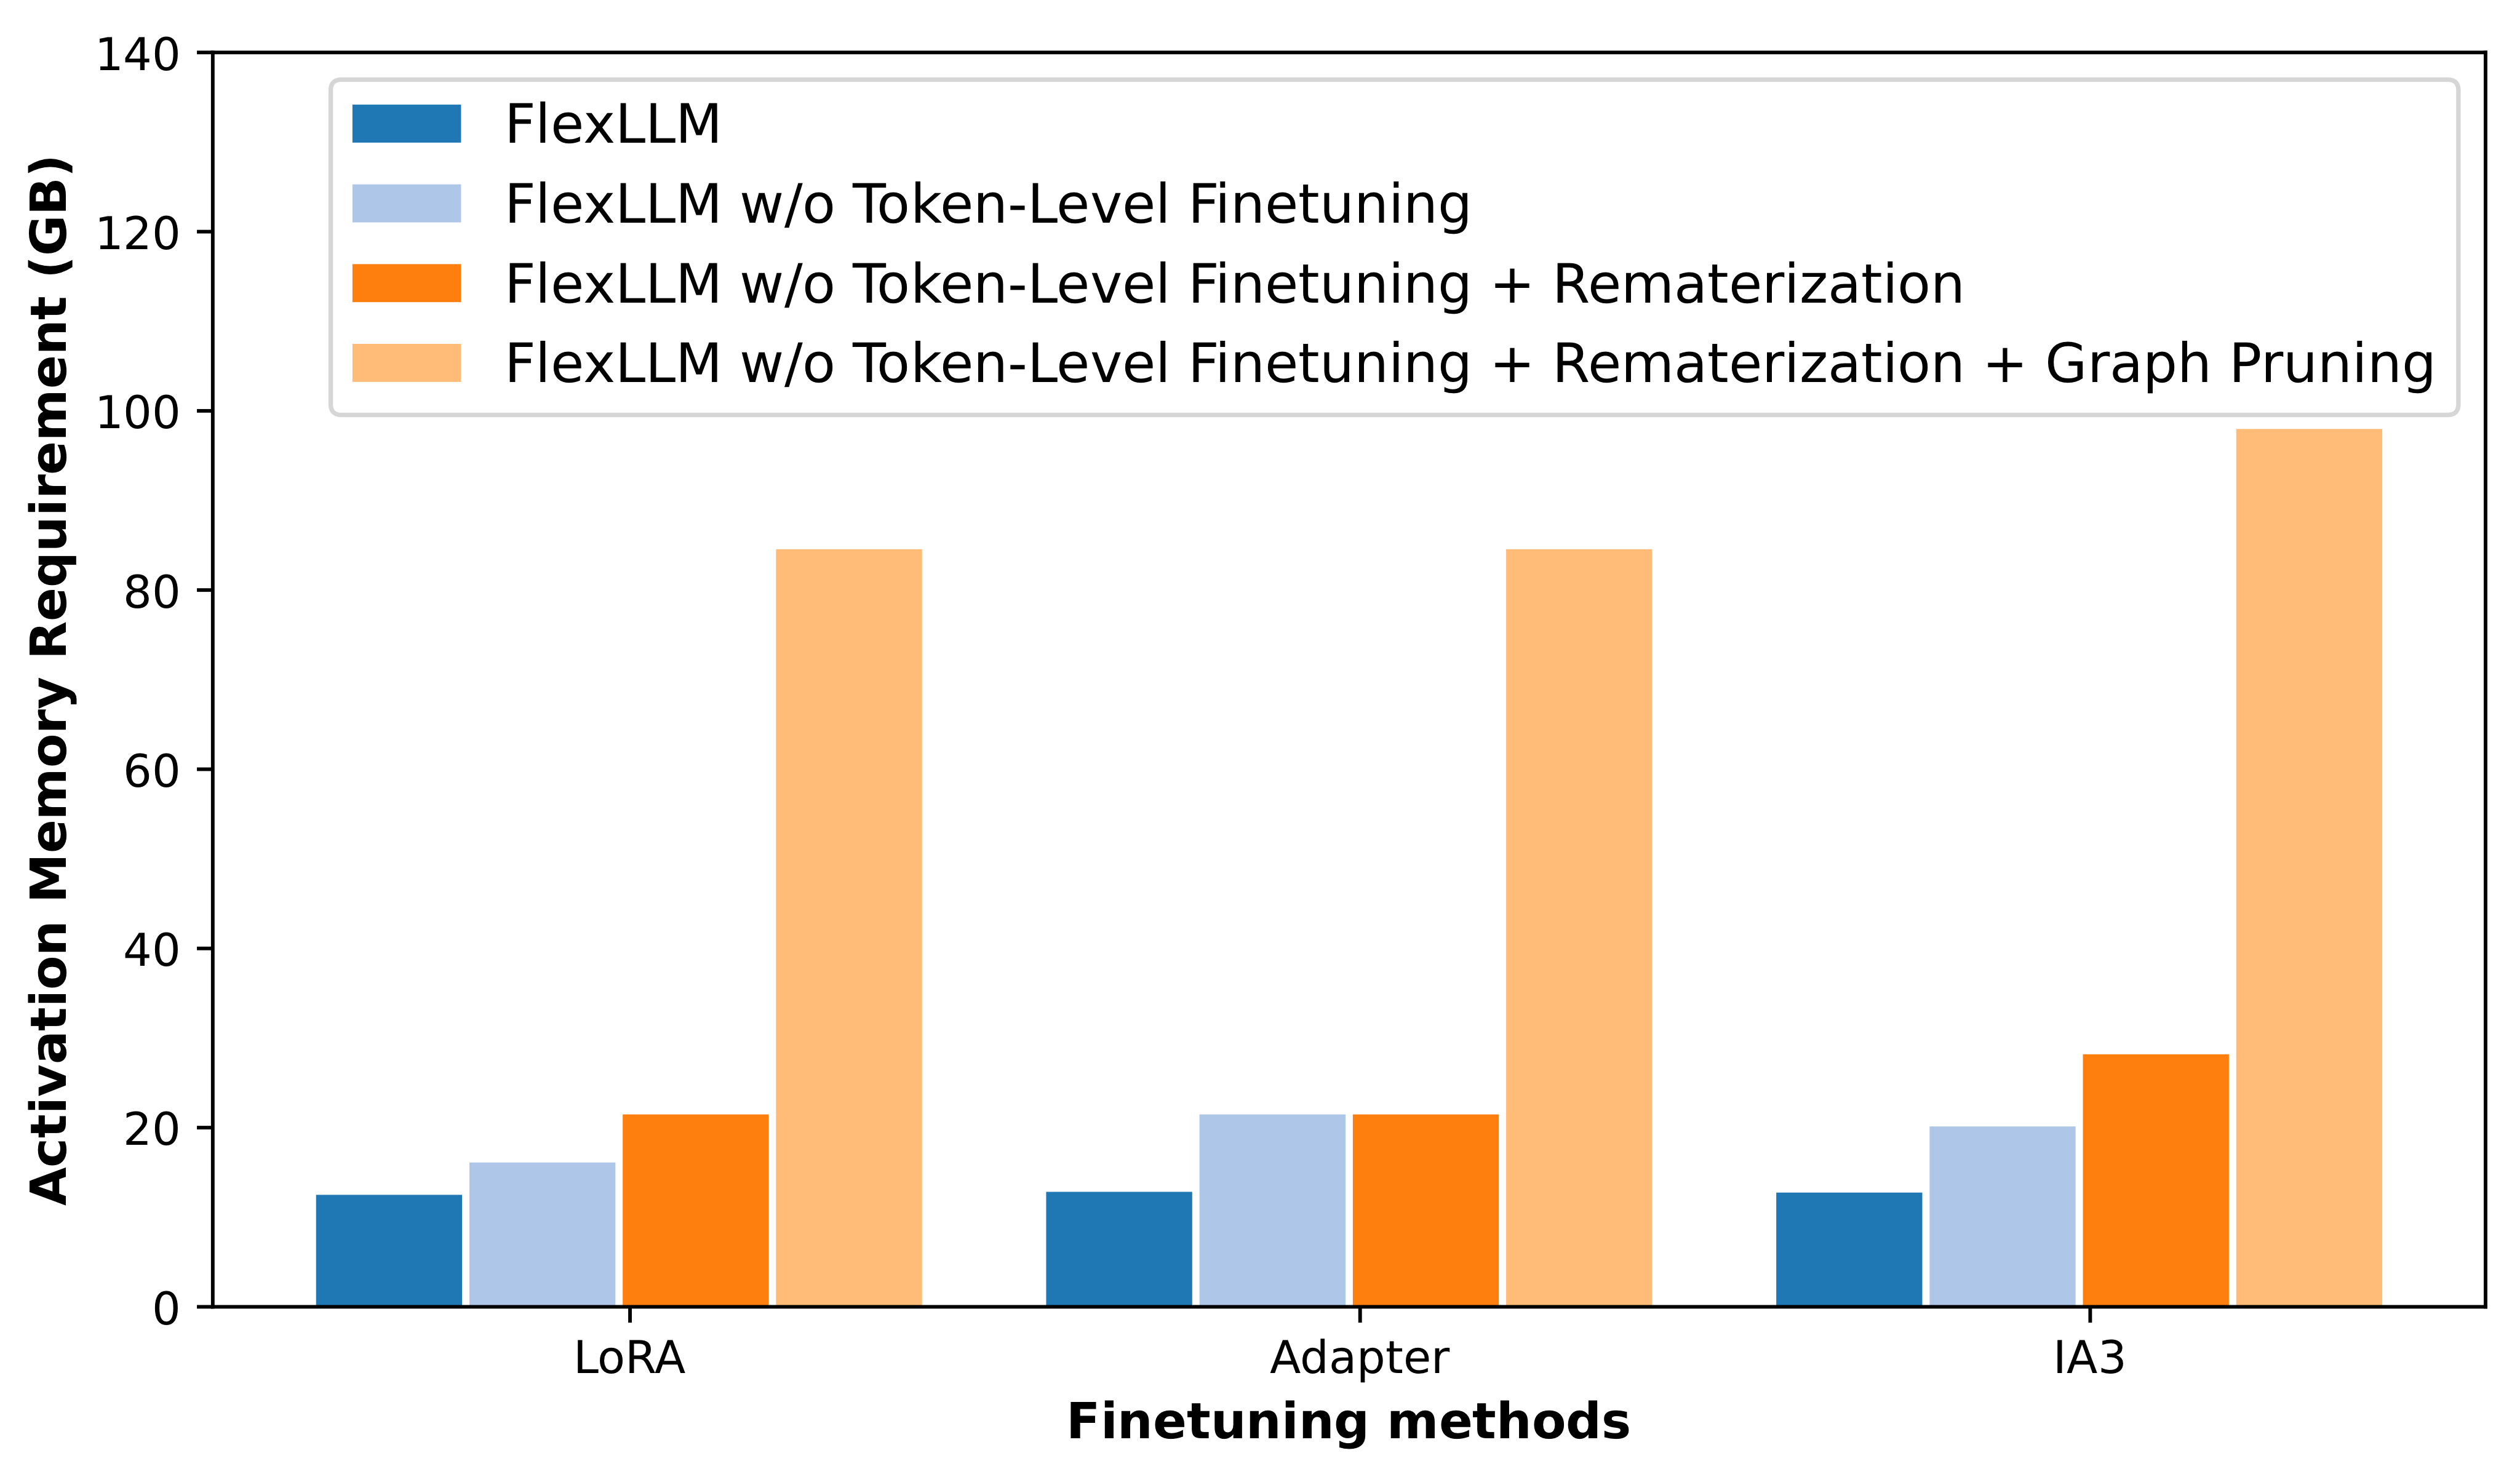 140
120
100
80
60
40
20
0
Activation Memory Requirement (GB)
FlexLLM
FlexLLM w/o Token-Level Finetuning
FlexLLM w/o Token-Level Finetuning + Rematerization
FlexLLM w/o Token-Level Finetuning + Rematerization + Graph Pruning
LoRA
Adapter
IA3
Finetuning methods